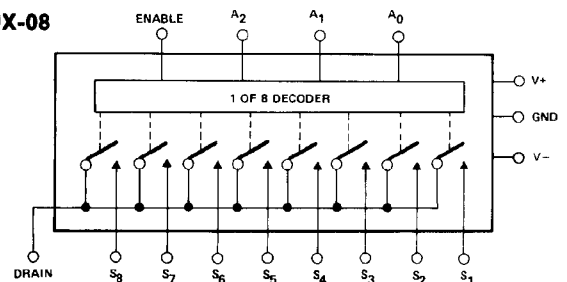 X-08
ENABLE A2 A1 A0
1 OF 8 DECODER
V+
GND
V-
DRAIN S8 S7 S6 S5 S4 S3 S2 S1